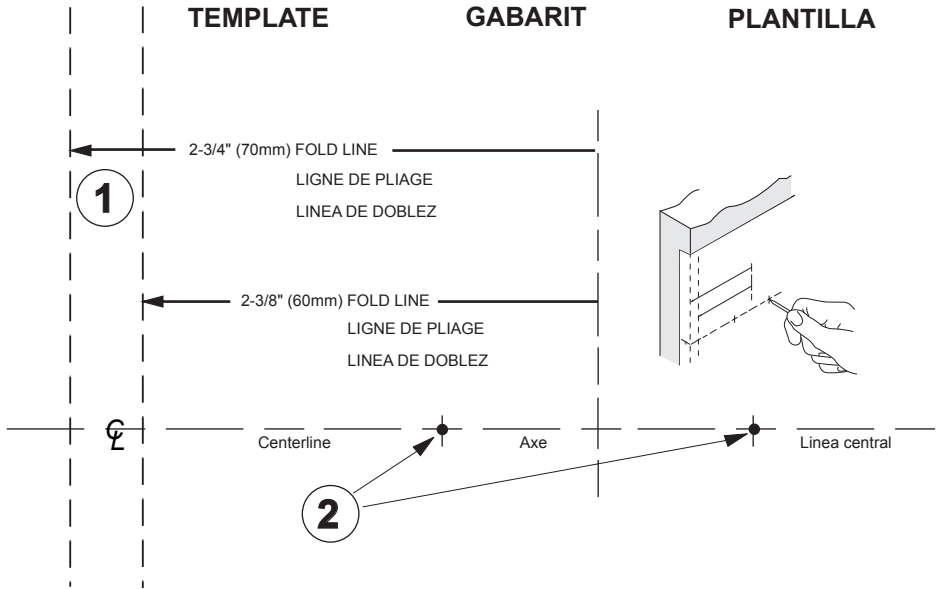 TEMPLATE GABARIT PLANTILLA
2-3/4" (70mm) FOLD LINE
LIGNE DE PLIAGE
LINEA DE DOBLEZ
1
2-3/8" (60mm) FOLD LINE
LIGNE DE PLIAGE
LINEA DE DOBLEZ
℄
Centerline Axe Linea central
2